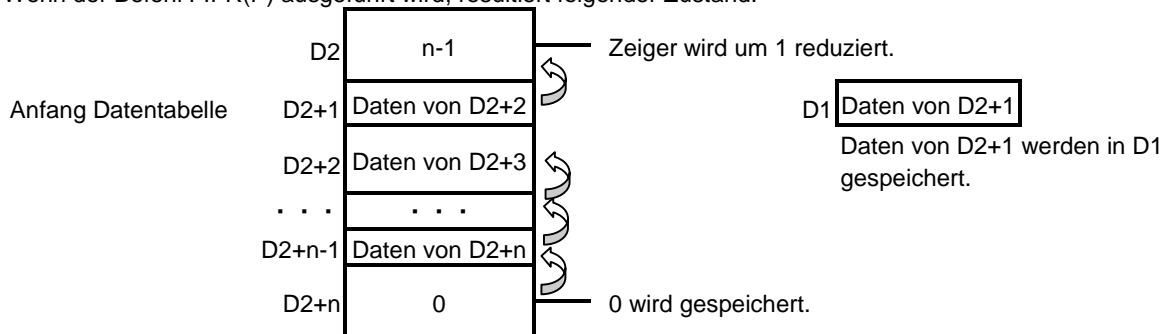 Wenn der Befehl FIFR(P) ausgeführt wird, resultiert folgender Zustand:
D2 n-1 Zeiger wird um 1 reduziert.
Anfang Datentabelle D2+1 Daten von D2+2 D1 Daten von D2+1
D2+2 Daten von D2+3 Daten von D2+1 werden in D1
gespeichert.
· · · · · ·
D2+n-1 Daten von D2+n
D2+n 0 0 wird gespeichert.